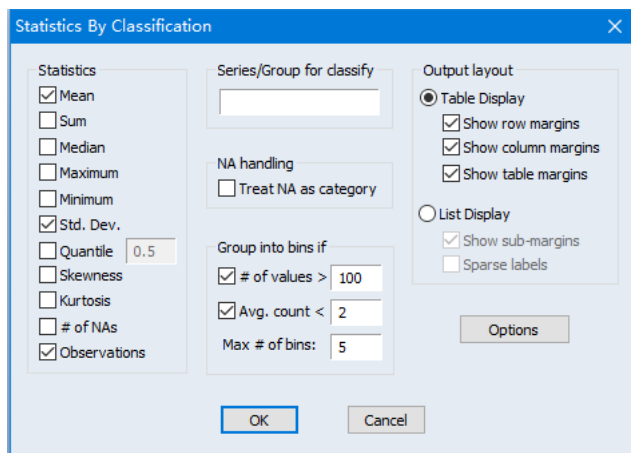 Statistics By Classification
Statistics
Mean
Sum
Median
Maximum
Minimum
Std. Dev.
Quantile 0.5
Skewness
Kurtosis
# of NAs
Observations
Series/Group for classify
NA handling
Treat NA as category
Group into bins if
# of values > 100
Avg. count < 2
Max # of bins: 5
Output layout
Table Display
Show row margins
Show column margins
Show table margins
List Display
Show sub-margins
Sparse labels
Options
OK
Cancel